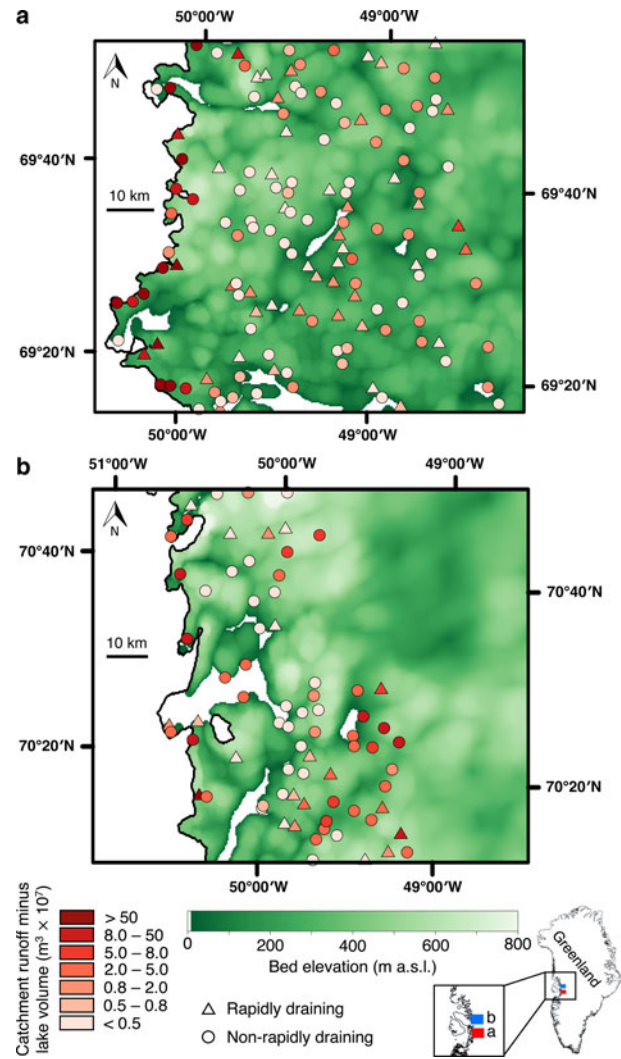 a
50°00′W 49°00′W
69°40′N
69°40′N
10 km
69°20′N
69°20′N
50°00′W 49°00′W
b
51°00′W 50°00′W 49°00′W
70°40′N
70°40′N
10 km
70°20′N
70°20′N
50°00′W 49°00′W
N
N
Catchment runoff minus
lake volume (m³ × 10⁷)
> 50
8.0 – 50
5.0 – 8.0
2.0 – 5.0
0.8 – 2.0
0.5 – 0.8
< 0.5
0 200 400 600 800
Bed elevation (m a.s.l.)
Rapidly draining
Non-rapidly draining
Greenland
b
a